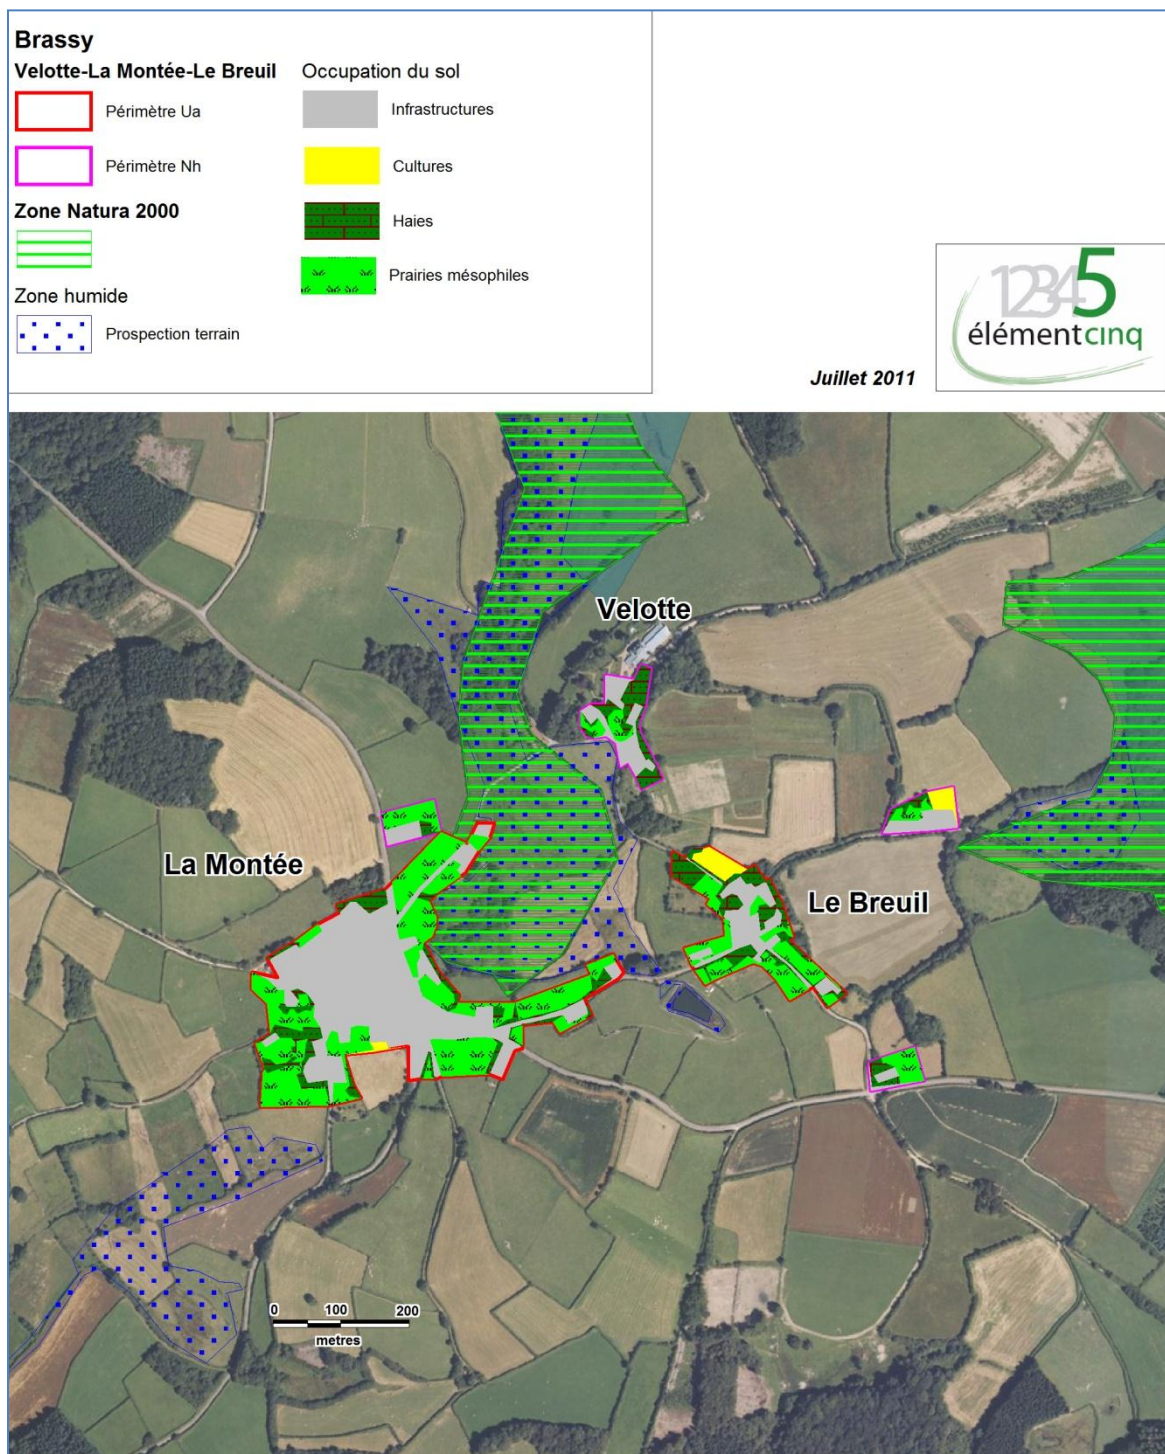 Brassy
Velotte-La Montée-Le Breuil
Périmètre Ua
Périmètre Nh
Zone Natura 2000
Zone humide
Prospection terrain
Occupation du sol
Infrastructures
Cultures
Haies
Prairies mésophiles
12345
élémentcinq
Juillet 2011
Velotte
La Montée
Le Breuil
0 100 200
metres